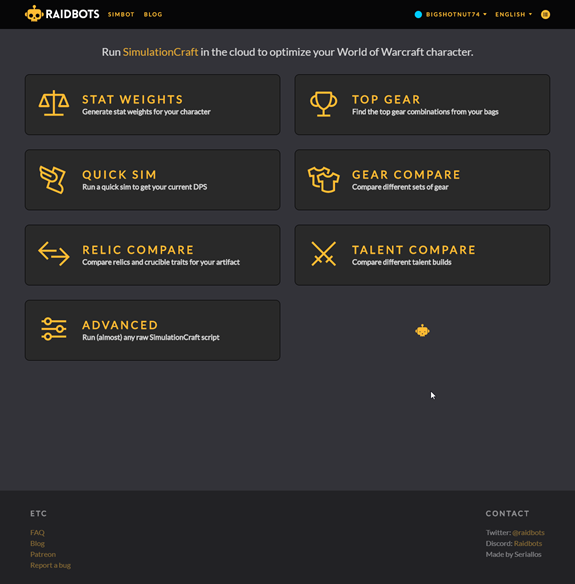 RAIDBOTS SIMBOT BLOG BIGSHOTNUT74 ENGLISH
Run SimulationCraft in the cloud to optimize your World of Warcraft character.
STAT WEIGHTS
Generate stat weights for your character
TOP GEAR
Find the top gear combinations from your bags
QUICK SIM
Run a quick sim to get your current DPS
GEAR COMPARE
Compare different sets of gear
RELIC COMPARE
Compare relics and crucible traits for your artifact
TALENT COMPARE
Compare different talent builds
ADVANCED
Run (almost) any raw SimulationCraft script
ETC
FAQ
Blog
Patreon
Report a bug
CONTACT
Twitter: @raidbots
Discord: Raidbots
Made by Seriallos